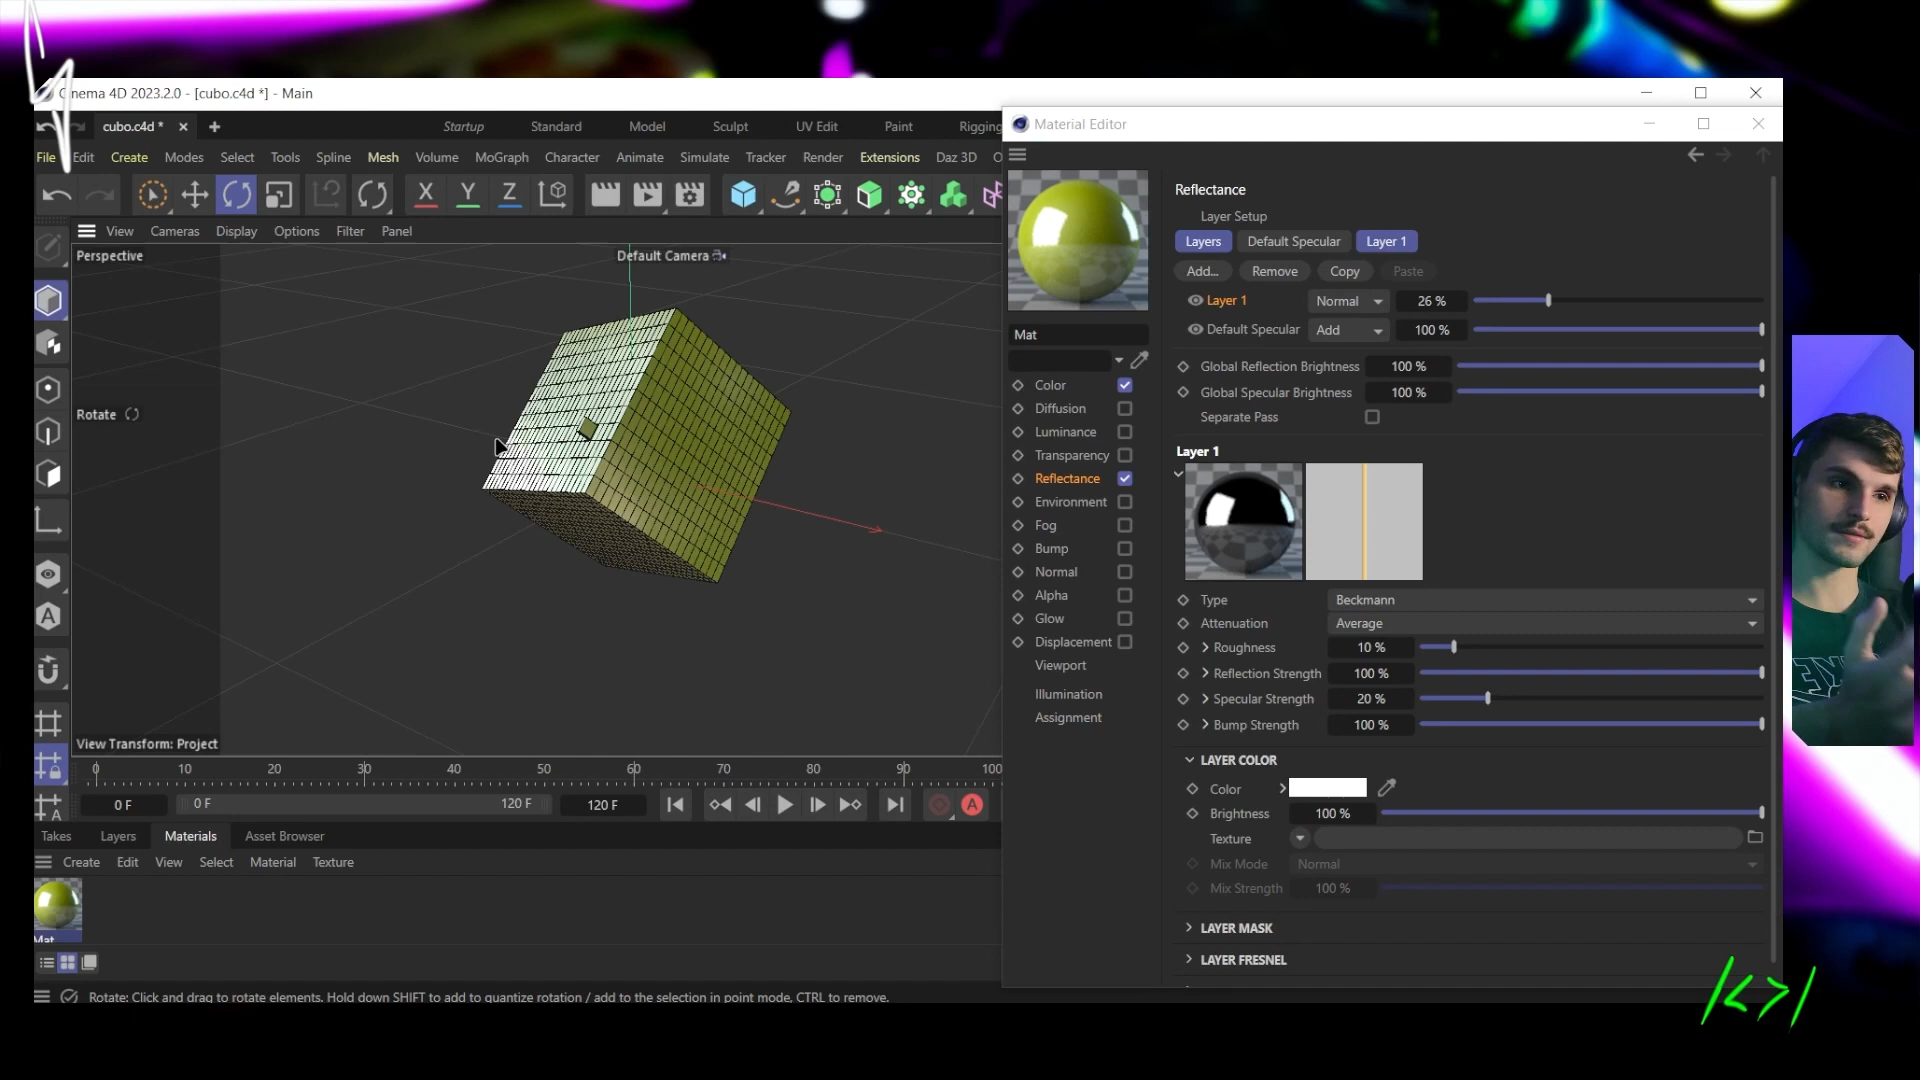 Cinema 4D 2023.2.0 - [cubo.c4d *] - Main
cubo.c4d *
Startup Standard Model Sculpt UV Edit Paint Rigging
File Edit Create Modes Select Tools Spline Mesh Volume MoGraph Character Animate Simulate Tracker Render Extensions Daz 3D
X Y Z
View Cameras Display Options Filter Panel
Perspective
Default Camera
Rotate
View Transform: Project
0 10 20 30 40 50 60 70 80 90 100
0 F 0 F 120 F 120 F
A
Takes Layers Materials Asset Browser
Create Edit View Select Material Texture
Mat
Rotate: Click and drag to rotate elements. Hold down SHIFT to add to quantize rotation / add to the selection in point mode, CTRL to remove.
Material Editor
Mat
Color
Diffusion
Luminance
Transparency
Reflectance
Environment
Fog
Bump
Normal
Alpha
Glow
Displacement
Viewport
Illumination
Assignment
Reflectance
Layer Setup
Layers Default Specular Layer 1
Add... Remove Copy Paste
Layer 1 Normal 26 %
Default Specular Add 100 %
Global Reflection Brightness 100 %
Global Specular Brightness 100 %
Separate Pass
Layer 1
Type Beckmann
Attenuation Average
Roughness 10 %
Reflection Strength 100 %
Specular Strength 20 %
Bump Strength 100 %
LAYER COLOR
Color
Brightness 100 %
Texture
Mix Mode Normal
Mix Strength 100 %
LAYER MASK
LAYER FRESNEL